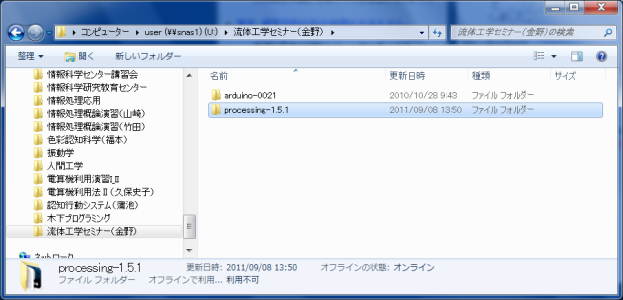 コンピューター ▸ user (\\snas1) (U:) ▸ 流体工学セミナー(金野) ▸
流体工学セミナー(金野)の検索
整理 ▼ 開く 新しいフォルダー
名前 更新日時 種類 サイズ
情報科学センター講習会
情報科学研究教育センター
情報処理応用
情報処理概論演習(山崎)
情報処理概論演習(竹田)
色彩認知科学(福本)
振動学
人間工学
電算機利用演習Ⅰ_Ⅱ
電算機利用法Ⅱ(久保史子)
認知行動システム(蒲池)
木下プログラミング
流体工学セミナー(金野)
ネットワーク
arduino-0021 2010/10/28 9:43 ファイル フォルダー
processing-1.5.1 2011/09/08 13:50 ファイル フォルダー
processing-1.5.1 更新日時: 2011/09/08 13:50 オフラインの状態: オンライン
ファイル フォルダー オフラインで利用... 利用不可